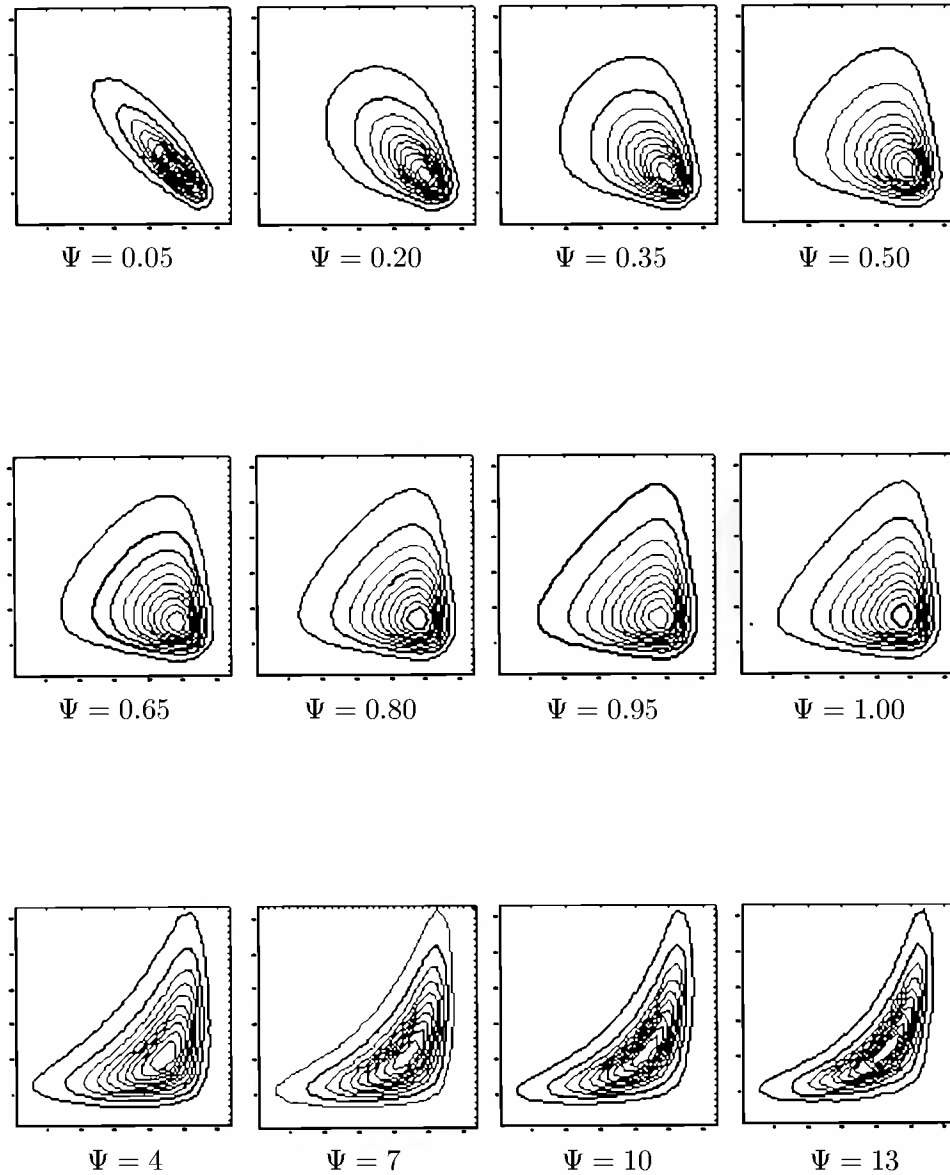 Ψ = 0.05
Ψ = 0.20
Ψ = 0.35
Ψ = 0.50
Ψ = 0.65
Ψ = 0.80
Ψ = 0.95
Ψ = 1.00
Ψ = 4
Ψ = 7
Ψ = 10
Ψ = 13